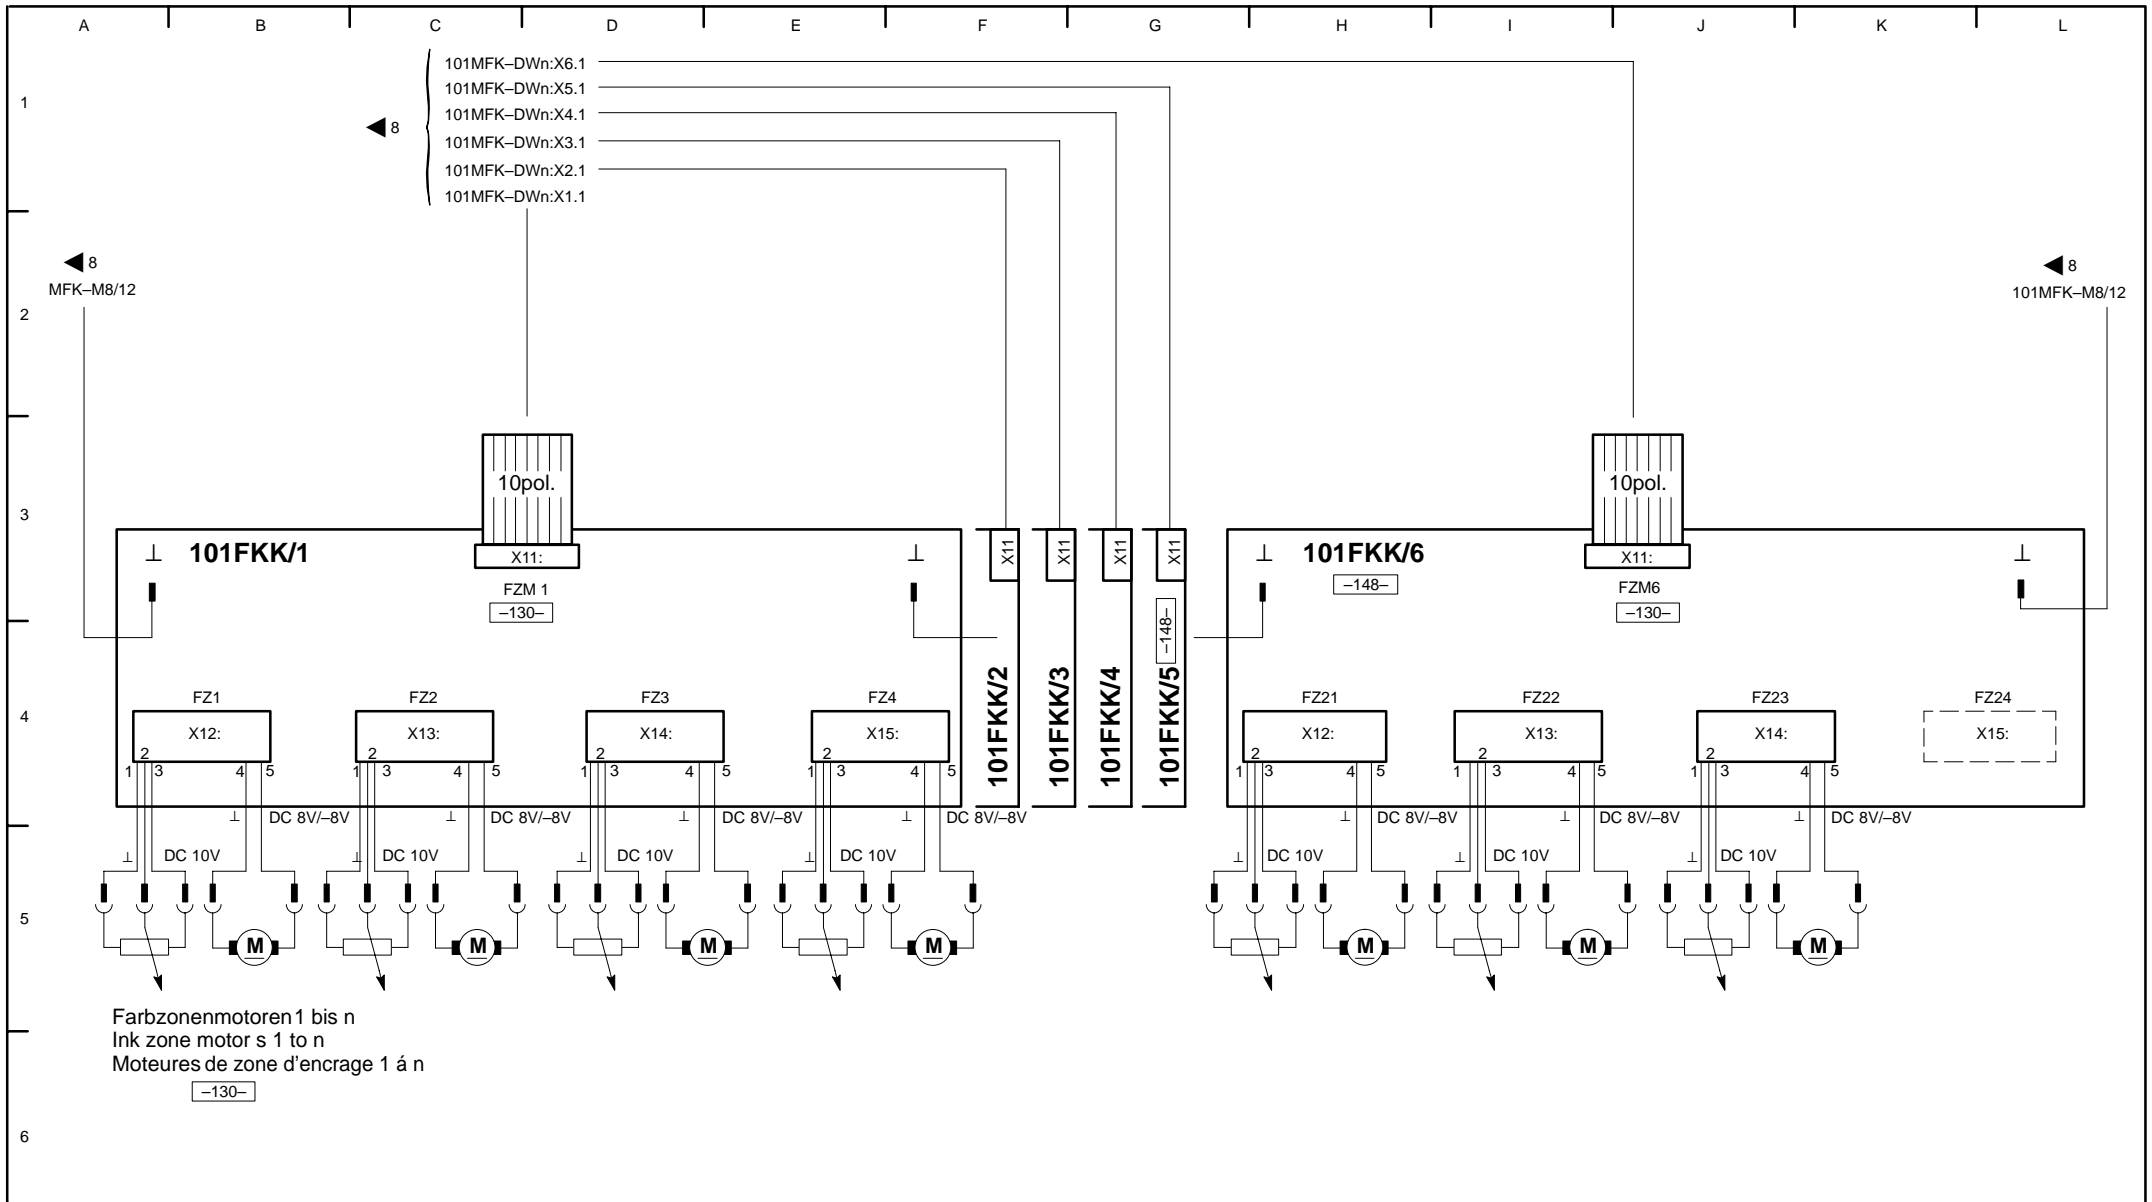 A B C D E F G H I J K L
101MFK–DWn:X6.1
101MFK–DWn:X5.1
1
101MFK–DWn:X4.1
8
101MFK–DWn:X3.1
101MFK–DWn:X2.1
101MFK–DWn:X1.1
8
8
MFK–M8/12
101MFK–M8/12
2
10pol.
10pol.
3
101FKK/1
X11:
X11
X11
X11
X11
101FKK/6
X11:
FZM 1
–148–
FZM6
–130–
–130–
–148–
101FKK/2
101FKK/3
101FKK/4
101FKK/5
4
FZ1 FZ2 FZ3 FZ4 FZ21 FZ22 FZ23 FZ24
X12: X13: X14: X15: X12: X13: X14: X15:
2 2 2 2 2 2 2
1 3 4 5 1 3 4 5 1 3 4 5 1 3 4 5 1 3 4 5 1 3 4 5 1 3 4 5
⊥ DC 8V/–8V ⊥ DC 8V/–8V ⊥ DC 8V/–8V ⊥ DC 8V/–8V ⊥ DC 8V/–8V ⊥ DC 8V/–8V ⊥ DC 8V/–8V
⊥ DC 10V ⊥ DC 10V ⊥ DC 10V ⊥ DC 10V ⊥ DC 10V ⊥ DC 10V ⊥ DC 10V
5
M M M M M M M
Farbzonenmotoren 1 bis n
Ink zone motor s 1 to n
Moteures de zone d'encrage 1 á n
–130–
6